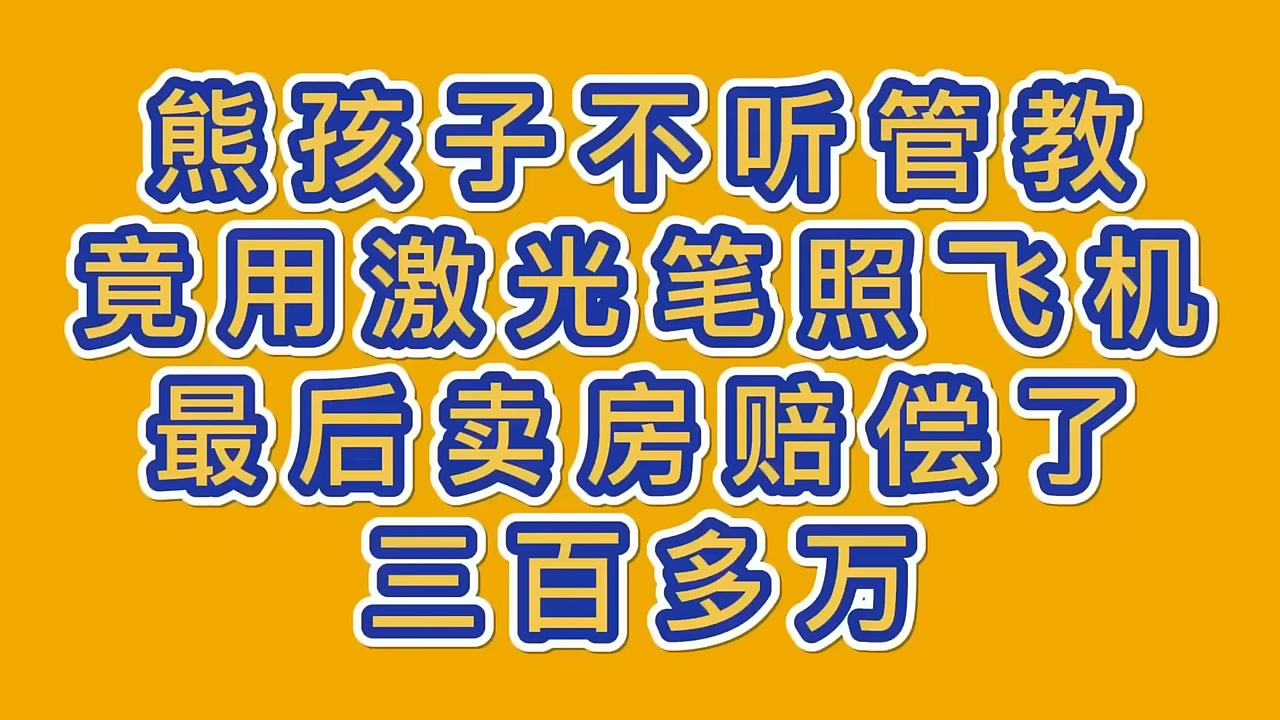 熊孩子不听管教
竟用激光笔照飞机
最后卖房赔偿了
三百多万